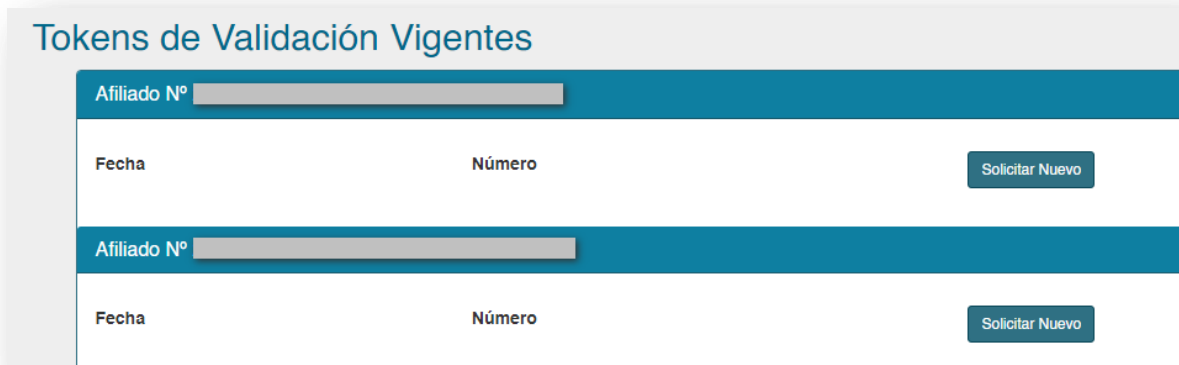 Tokens de Validación Vigentes
Afiliado Nº
Fecha Número Solicitar Nuevo
Afiliado Nº
Fecha Número Solicitar Nuevo